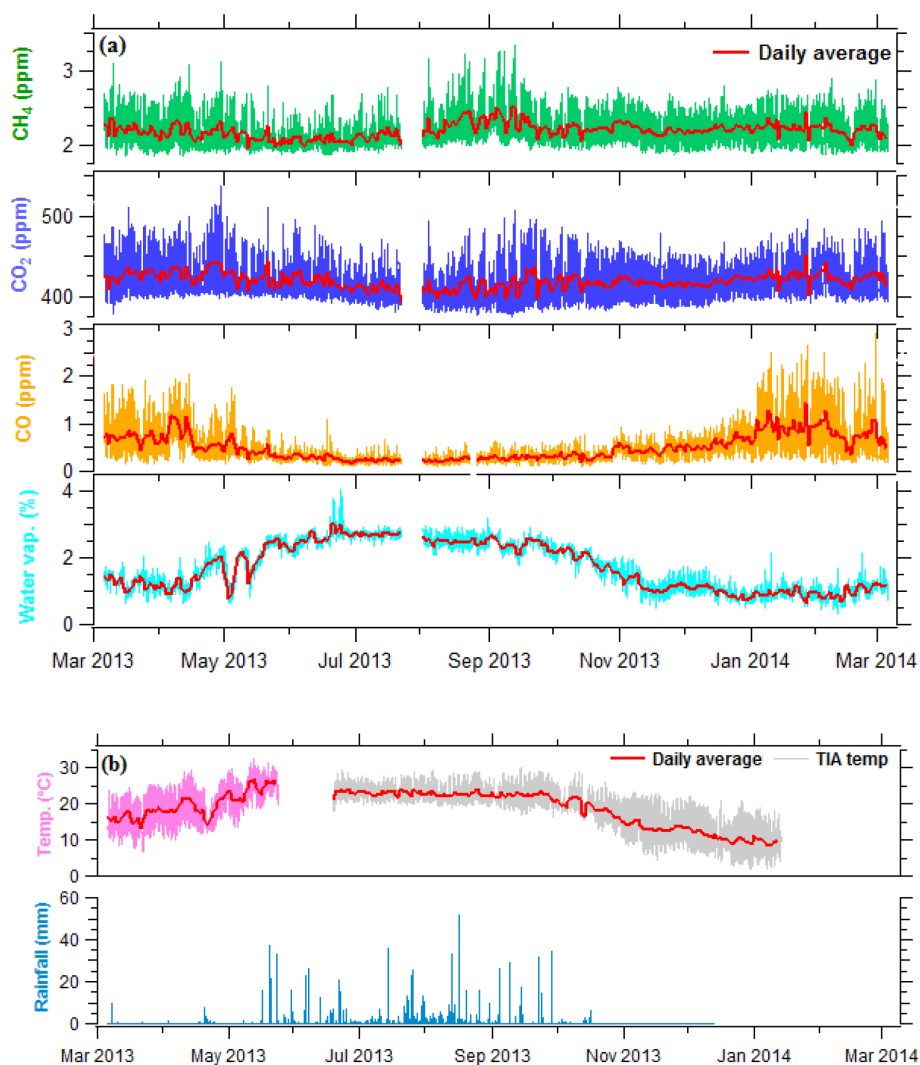 (a)
Daily average
CH4 (ppm)
3
2
CO2 (ppm)
500
400
CO (ppm)
3
2
1
0
Water vap. (%)
4
2
0
Mar 2013 May 2013 Jul 2013 Sep 2013 Nov 2013 Jan 2014 Mar 2014
(b)
Daily average TIA temp
Temp. (ºC)
30
20
10
0
Rainfall (mm)
60
40
20
0
Mar 2013 May 2013 Jul 2013 Sep 2013 Nov 2013 Jan 2014 Mar 2014